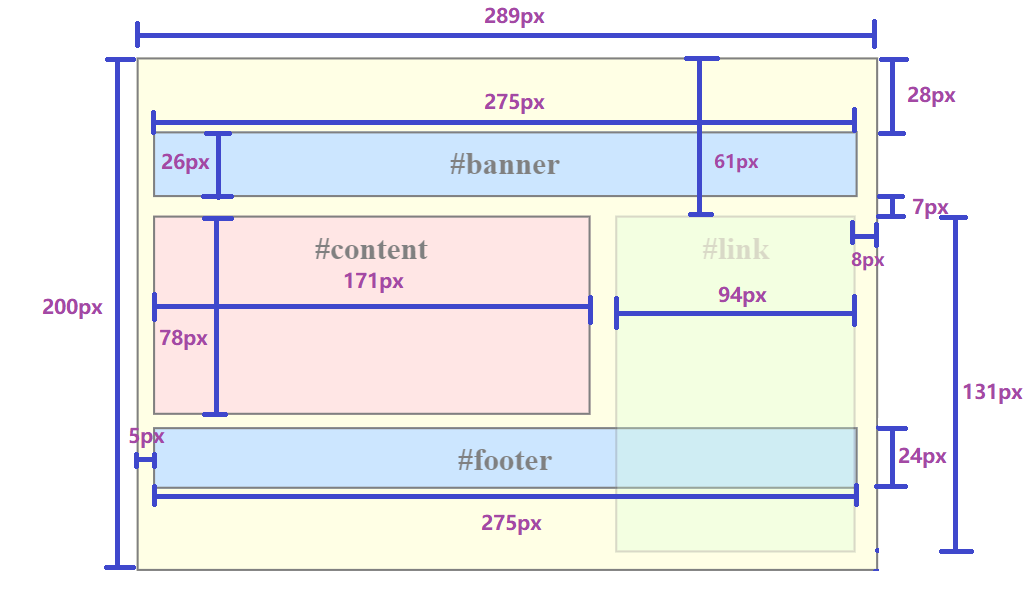 289px
28px
275px
26px
#banner
61px
7px
#content
#link
8px
171px
94px
200px
78px
131px
5px
24px
#footer
275px